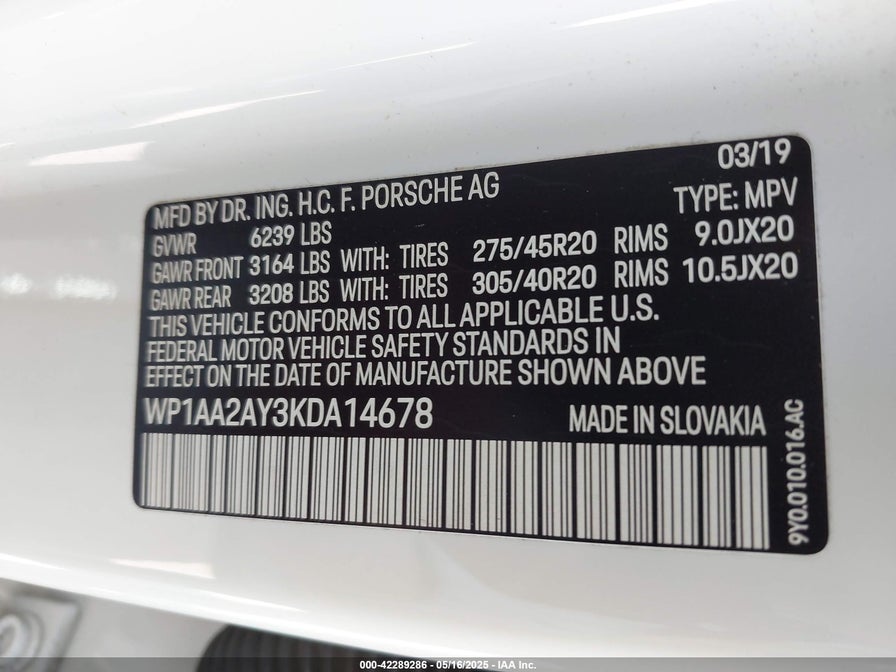 03/19
MFD BY DR. ING. H.C. F. PORSCHE AG TYPE: MPV
GVWR 6239 LBS
GAWR FRONT 3164 LBS WITH: TIRES 275/45R20 RIMS 9.0JX20
GAWR REAR 3208 LBS WITH: TIRES 305/40R20 RIMS 10.5JX20
THIS VEHICLE CONFORMS TO ALL APPLICABLE U.S.
FEDERAL MOTOR VEHICLE SAFETY STANDARDS IN
EFFECT ON THE DATE OF MANUFACTURE SHOWN ABOVE
WP1AA2AY3KDA14678 MADE IN SLOVAKIA
9Y0.010.016.AC
000-42289286 - 05/16/2025 - IAA Inc.